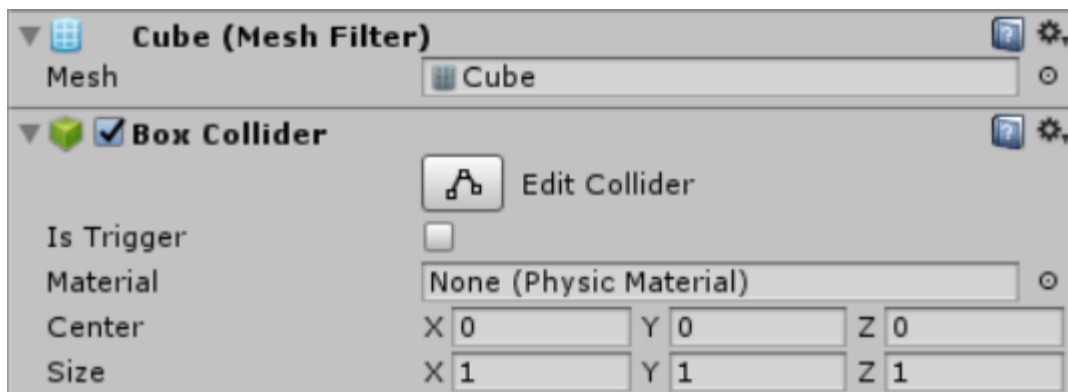 Cube (Mesh Filter)
Mesh Cube
Box Collider
Edit Collider
Is Trigger
Material None (Physic Material)
Center X 0 Y 0 Z 0
Size X 1 Y 1 Z 1